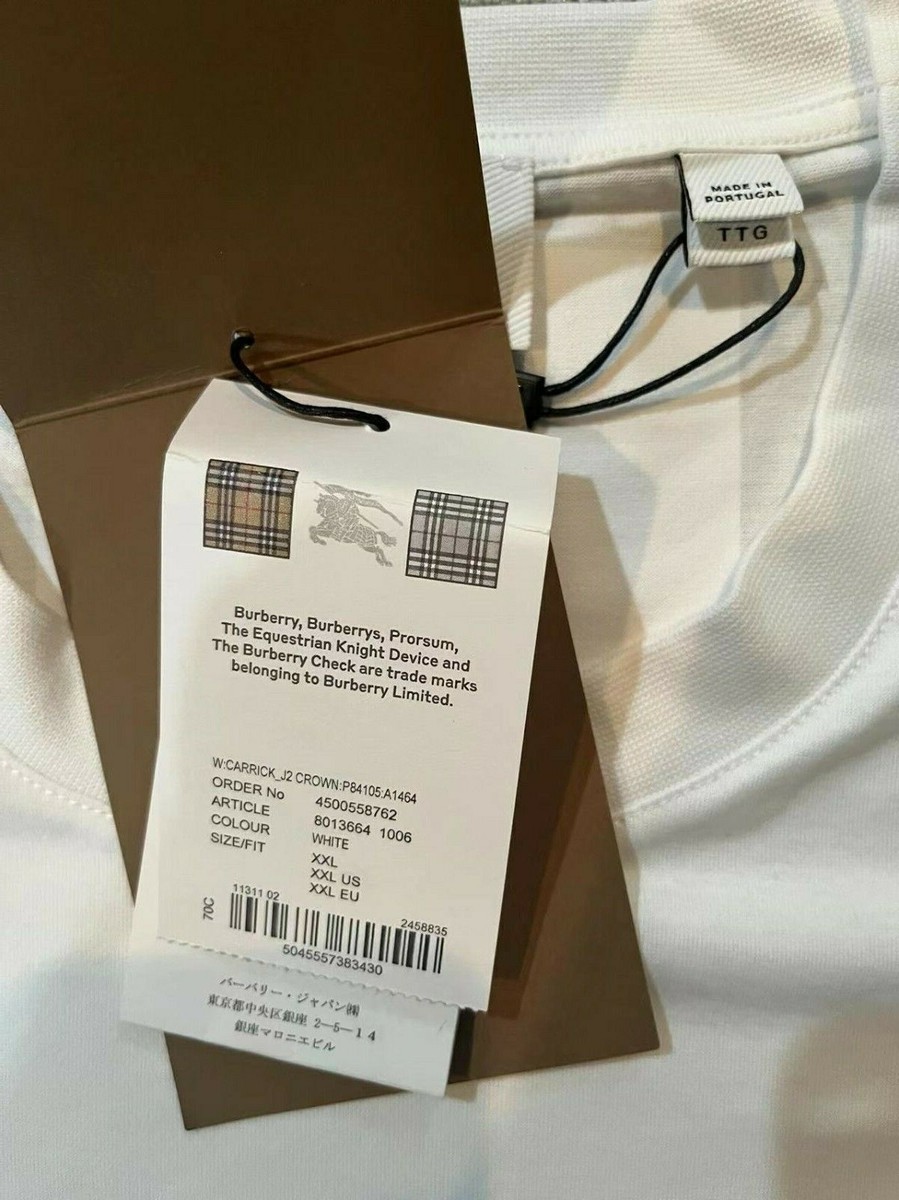 MADE IN
PORTUGAL
TTG
Burberry, Burberrys, Prorsum,
The Equestrian Knight Device and
The Burberry Check are trade marks
belonging to Burberry Limited.
W:CARRICK_J2 CROWN:P84105:A1464
ORDER No 4500558762
ARTICLE 8013664 1006
COLOUR WHITE
SIZE/FIT XXL
XXL US
XXL EU
70C
11311 02 2458835
5045557383430
バーバリー・ジャパン㈱
東京都中央区銀座 2―5―14
銀座マロニエビル